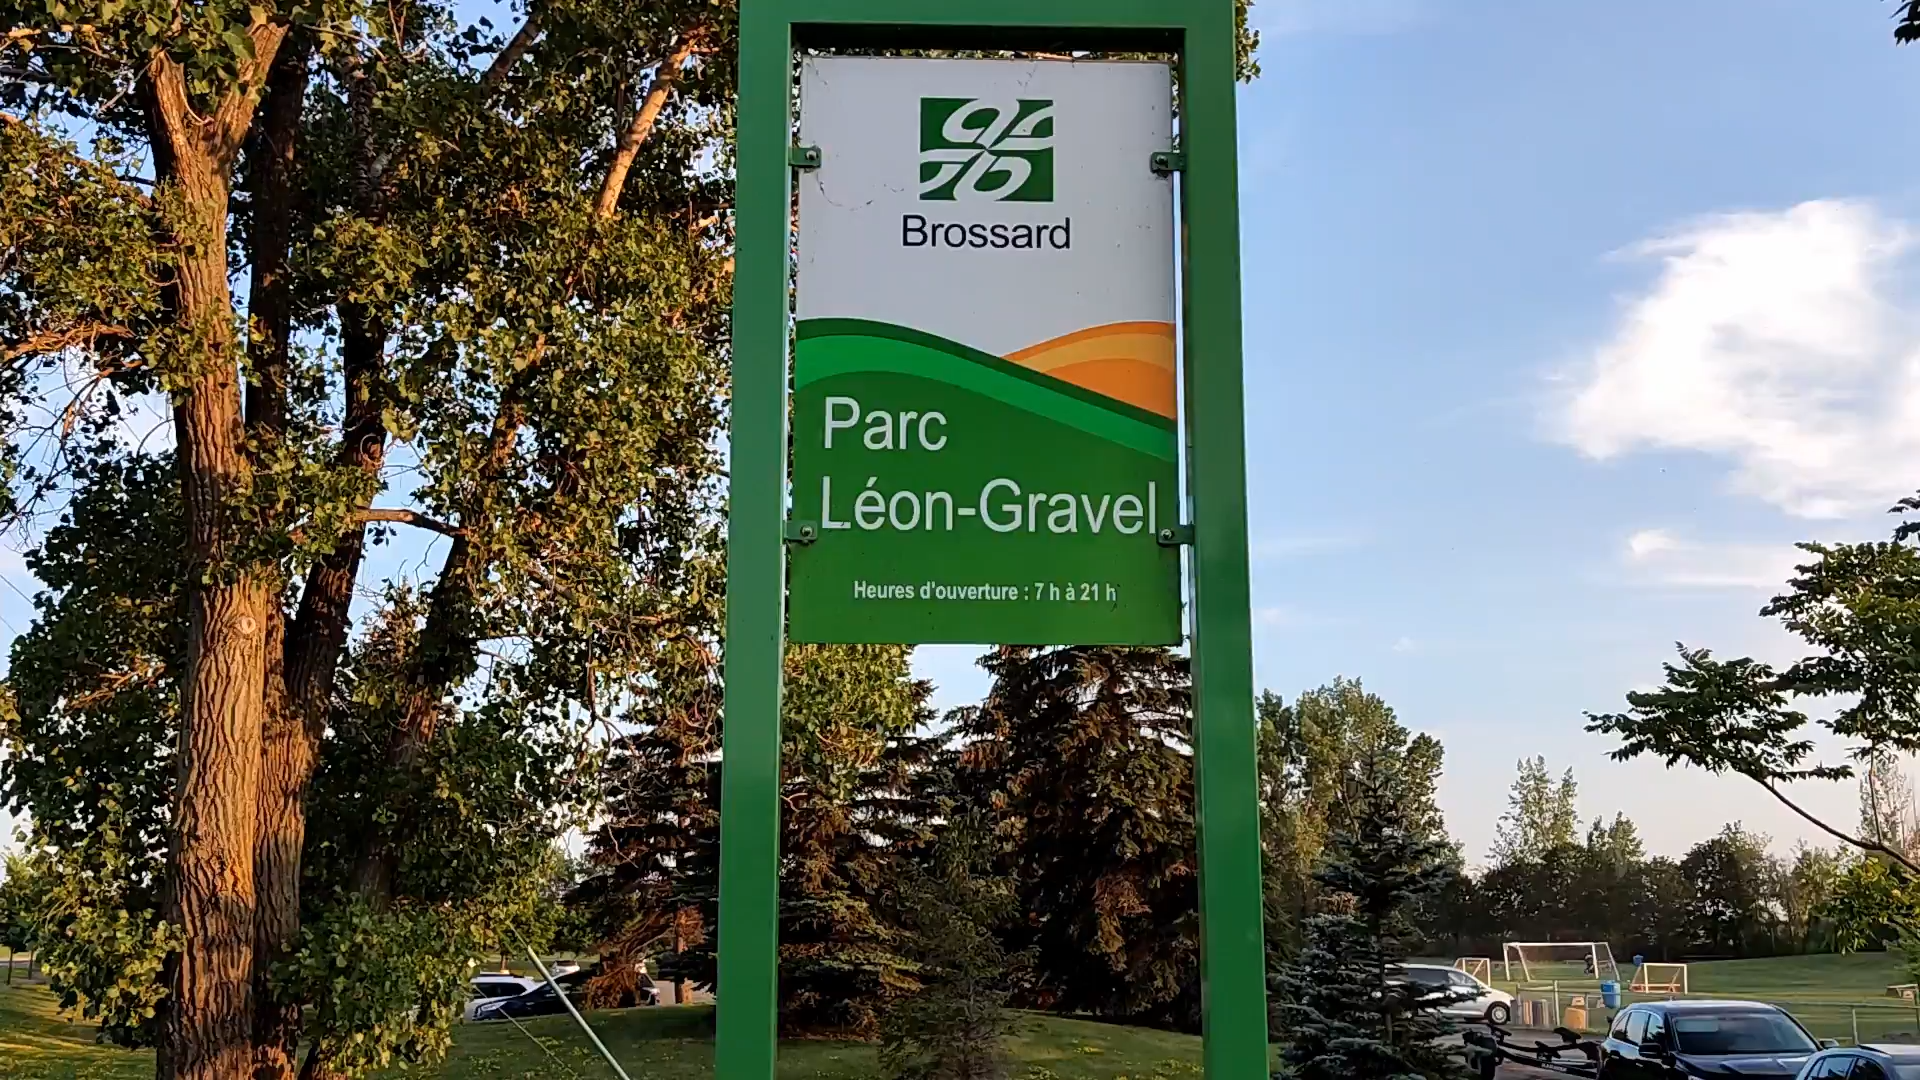 Brossard
Parc
Léon-Gravel
Heures d'ouverture : 7 h à 21 h